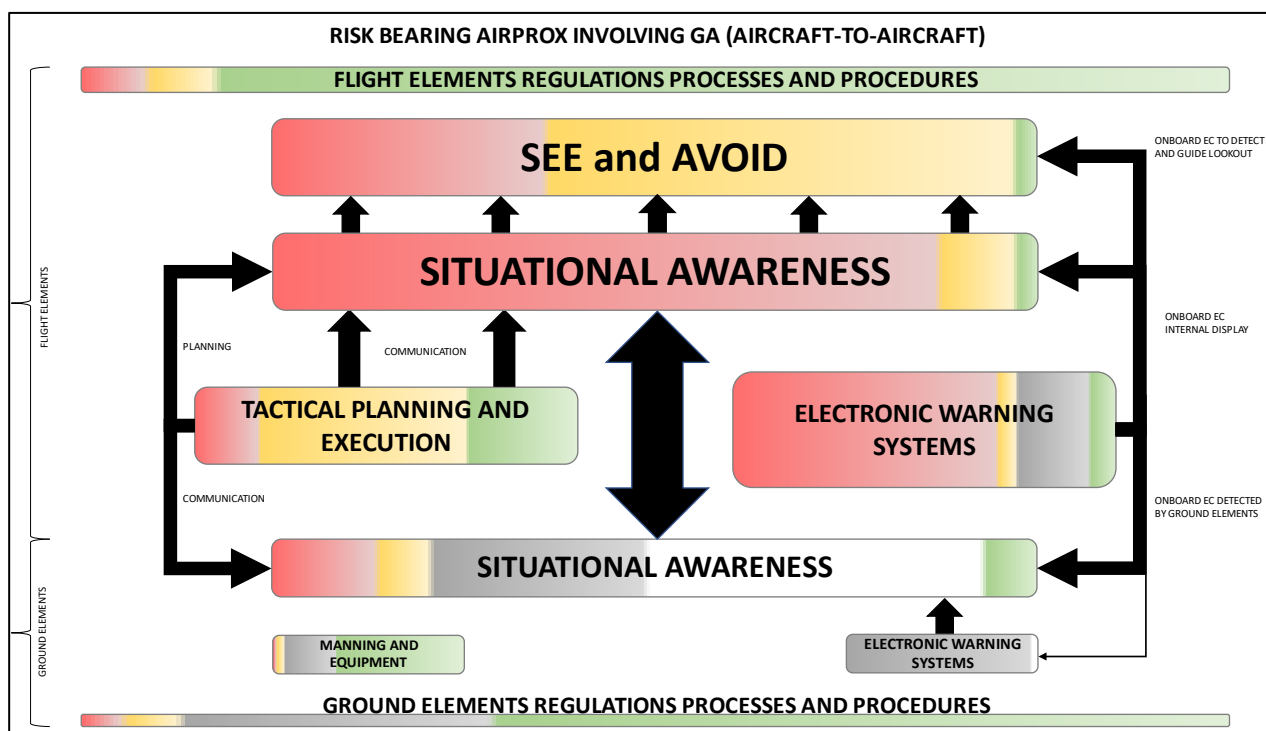 RISK BEARING AIRPROX INVOLVING GA (AIRCRAFT-TO-AIRCRAFT)
FLIGHT ELEMENTS REGULATIONS PROCESSES AND PROCEDURES
SEE and AVOID
ONBOARD EC TO DETECT
AND GUIDE LOOKOUT
SITUATIONAL AWARENESS
FLIGHT ELEMENTS
PLANNING
COMMUNICATION
ONBOARD EC
INTERNAL DISPLAY
TACTICAL PLANNING AND
EXECUTION
ELECTRONIC WARNING
SYSTEMS
COMMUNICATION
ONBOARD EC DETECTED
BY GROUND ELEMENTS
SITUATIONAL AWARENESS
GROUND ELEMENTS
MANNING AND
EQUIPMENT
ELECTRONIC WARNING
SYSTEMS
GROUND ELEMENTS REGULATIONS PROCESSES AND PROCEDURES